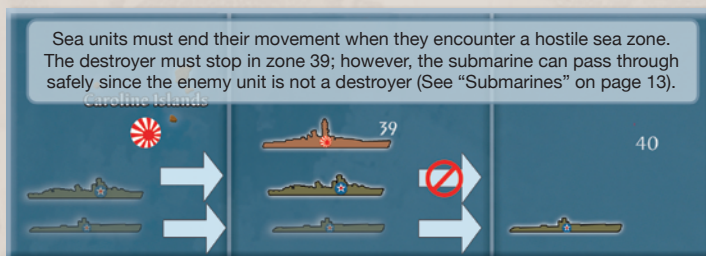 Sea units must end their movement when they encounter a hostile sea zone.
The destroyer must stop in zone 39; however, the submarine can pass through
safely since the enemy unit is not a destroyer (See “Submarines” on page 13).
Caroline Islands
39
40